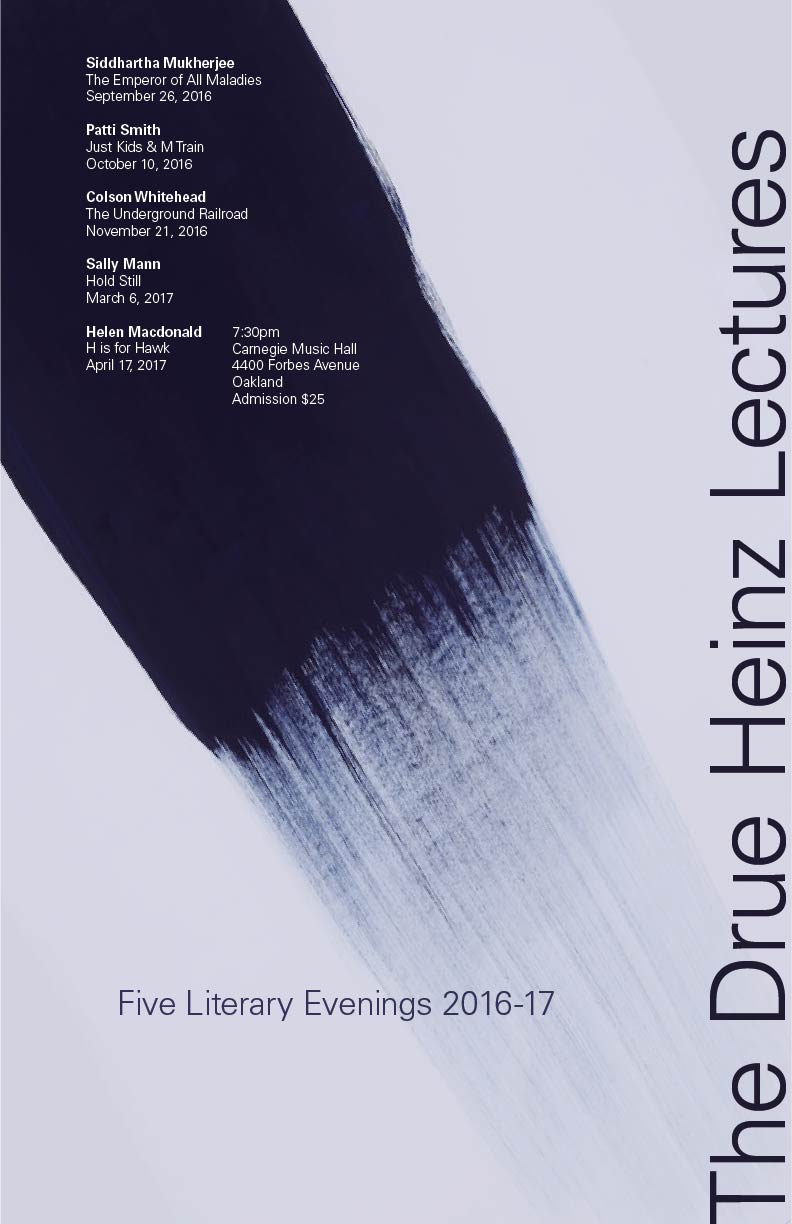 Siddhartha Mukherjee
The Emperor of All Maladies
September 26, 2016
Patti Smith
Just Kids & M Train
October 10, 2016
Colson Whitehead
The Underground Railroad
November 21, 2016
Sally Mann
Hold Still
March 6, 2017
Helen Macdonald
H is for Hawk
April 17, 2017
7:30pm
Carnegie Music Hall
4400 Forbes Avenue
Oakland
Admission $25
The Drue Heinz Lectures
Five Literary Evenings 2016-17